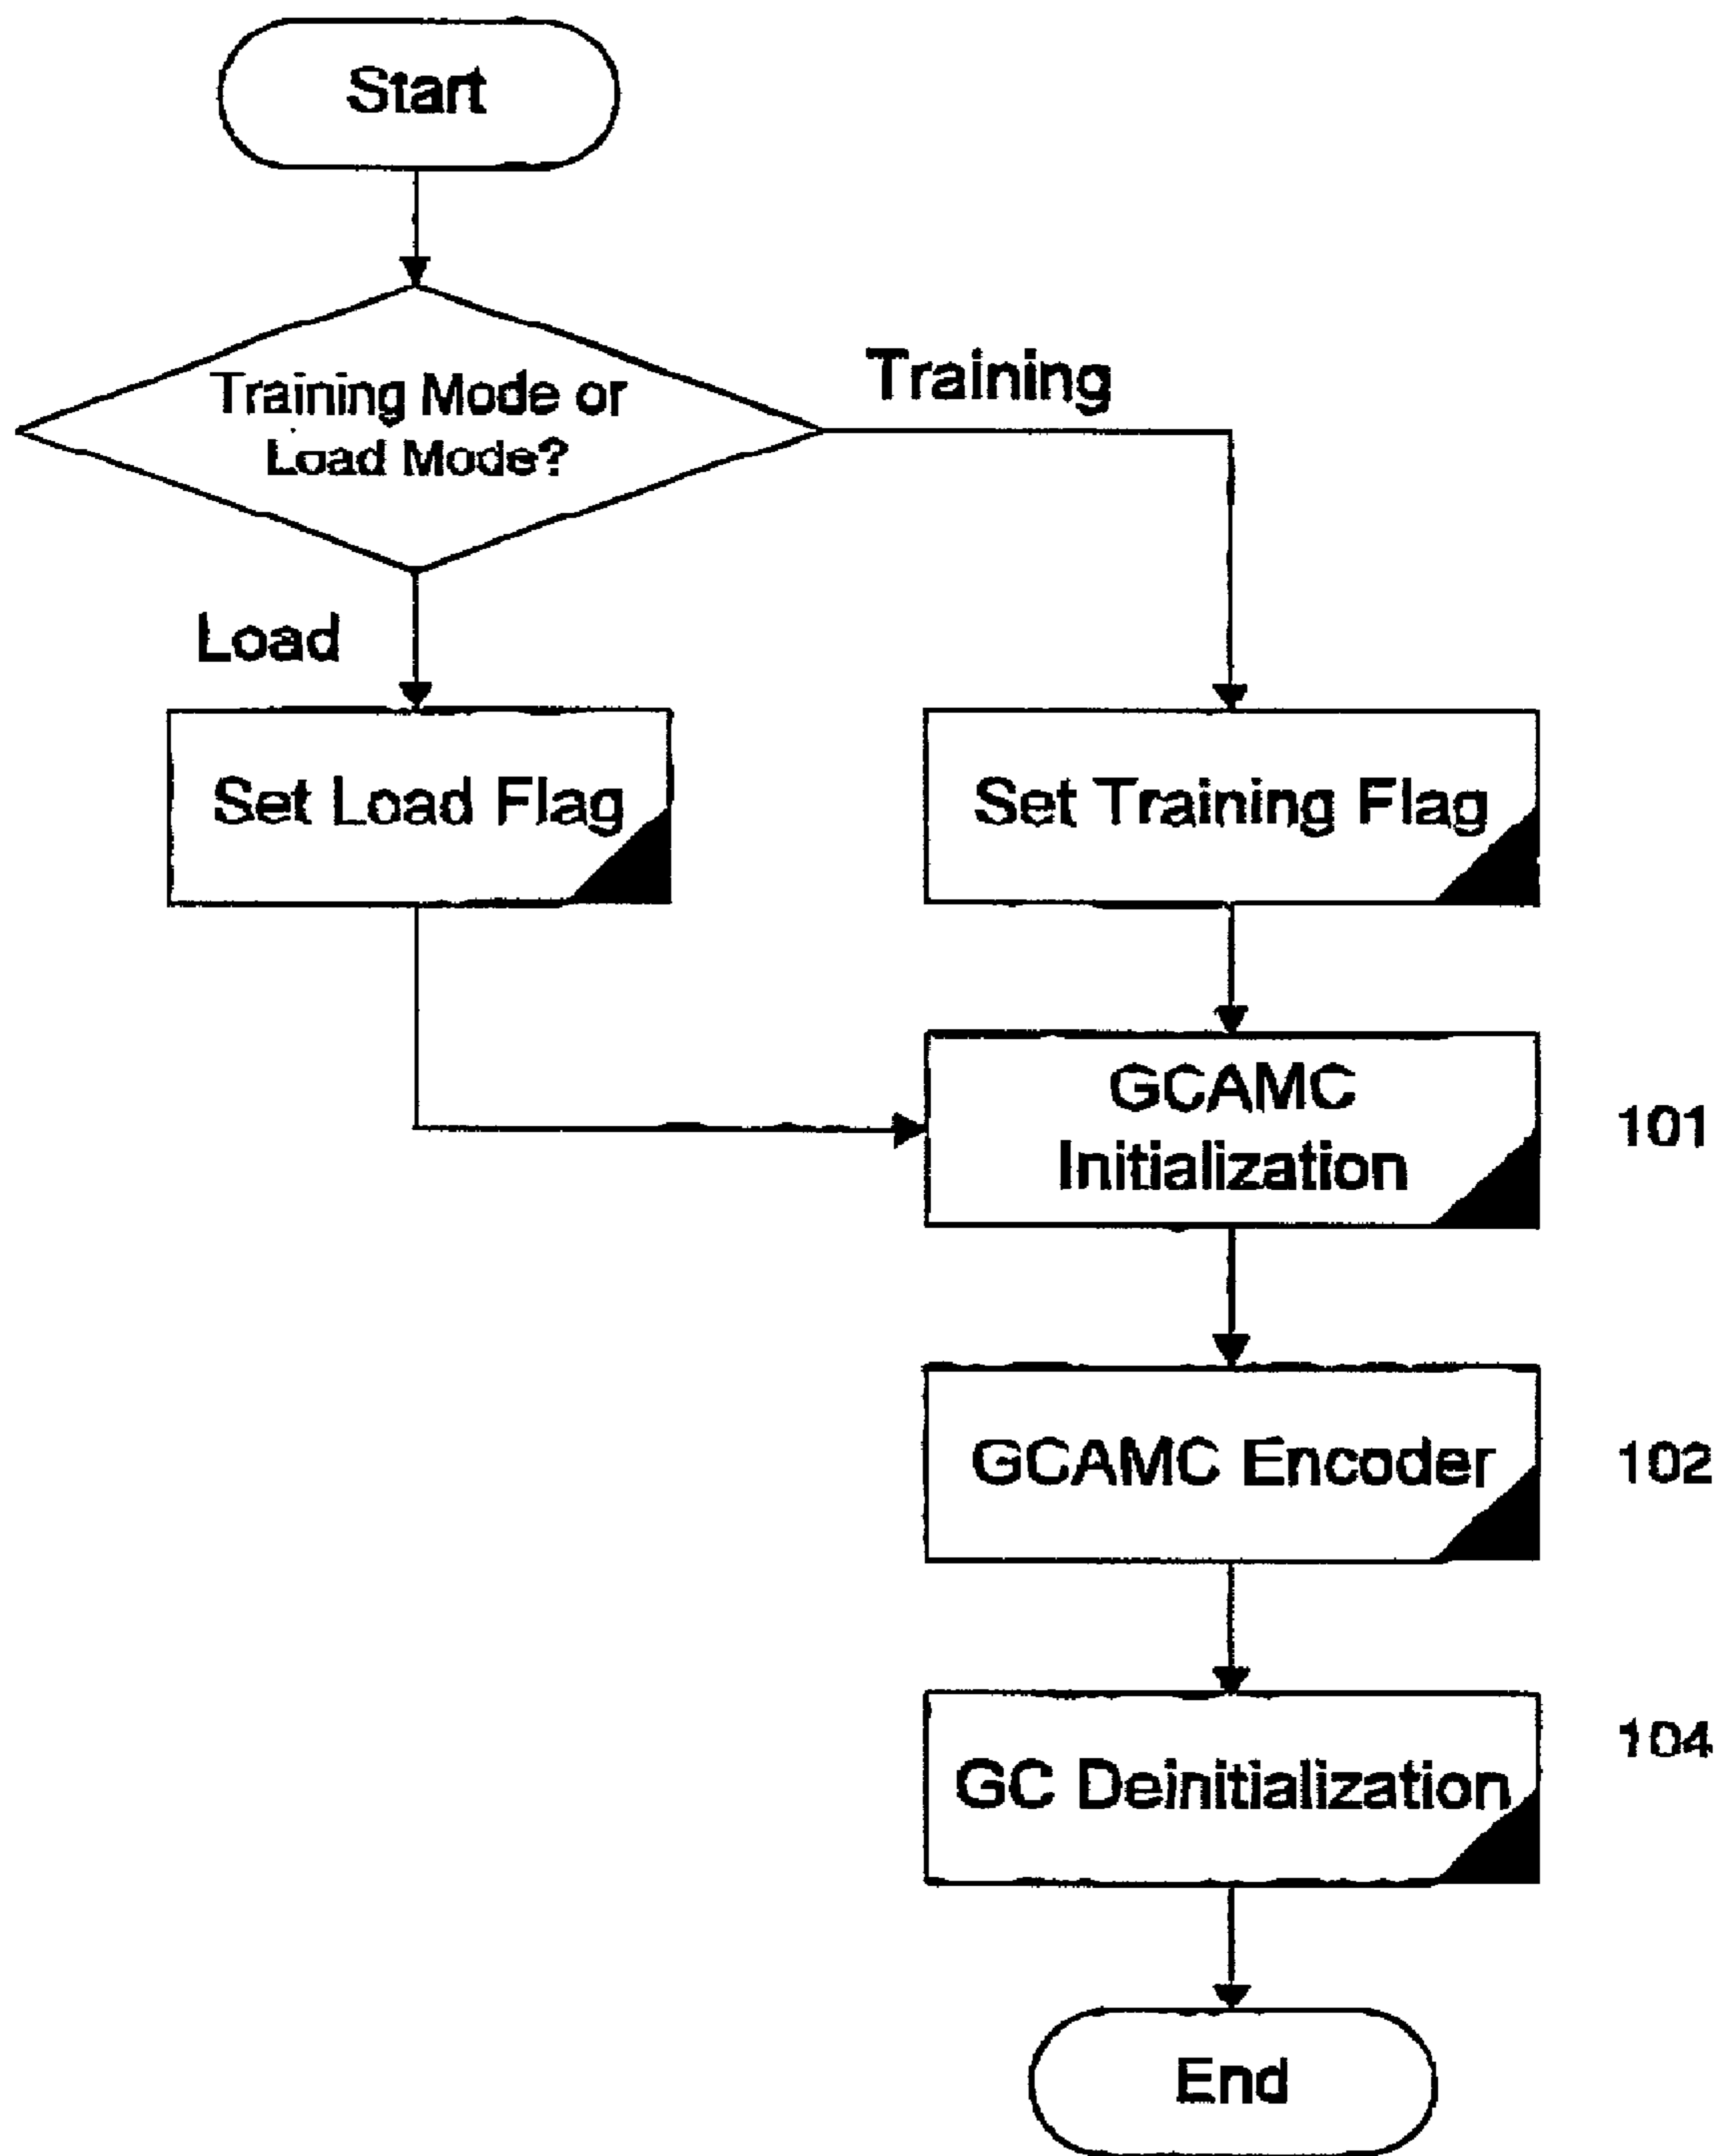 Start
Training Mode or
Load Mode?
Training
Load
Set Load Flag
Set Training Flag
GCAMC
Initialization
101
GCAMC Encoder
102
GC Deinitialization
104
End